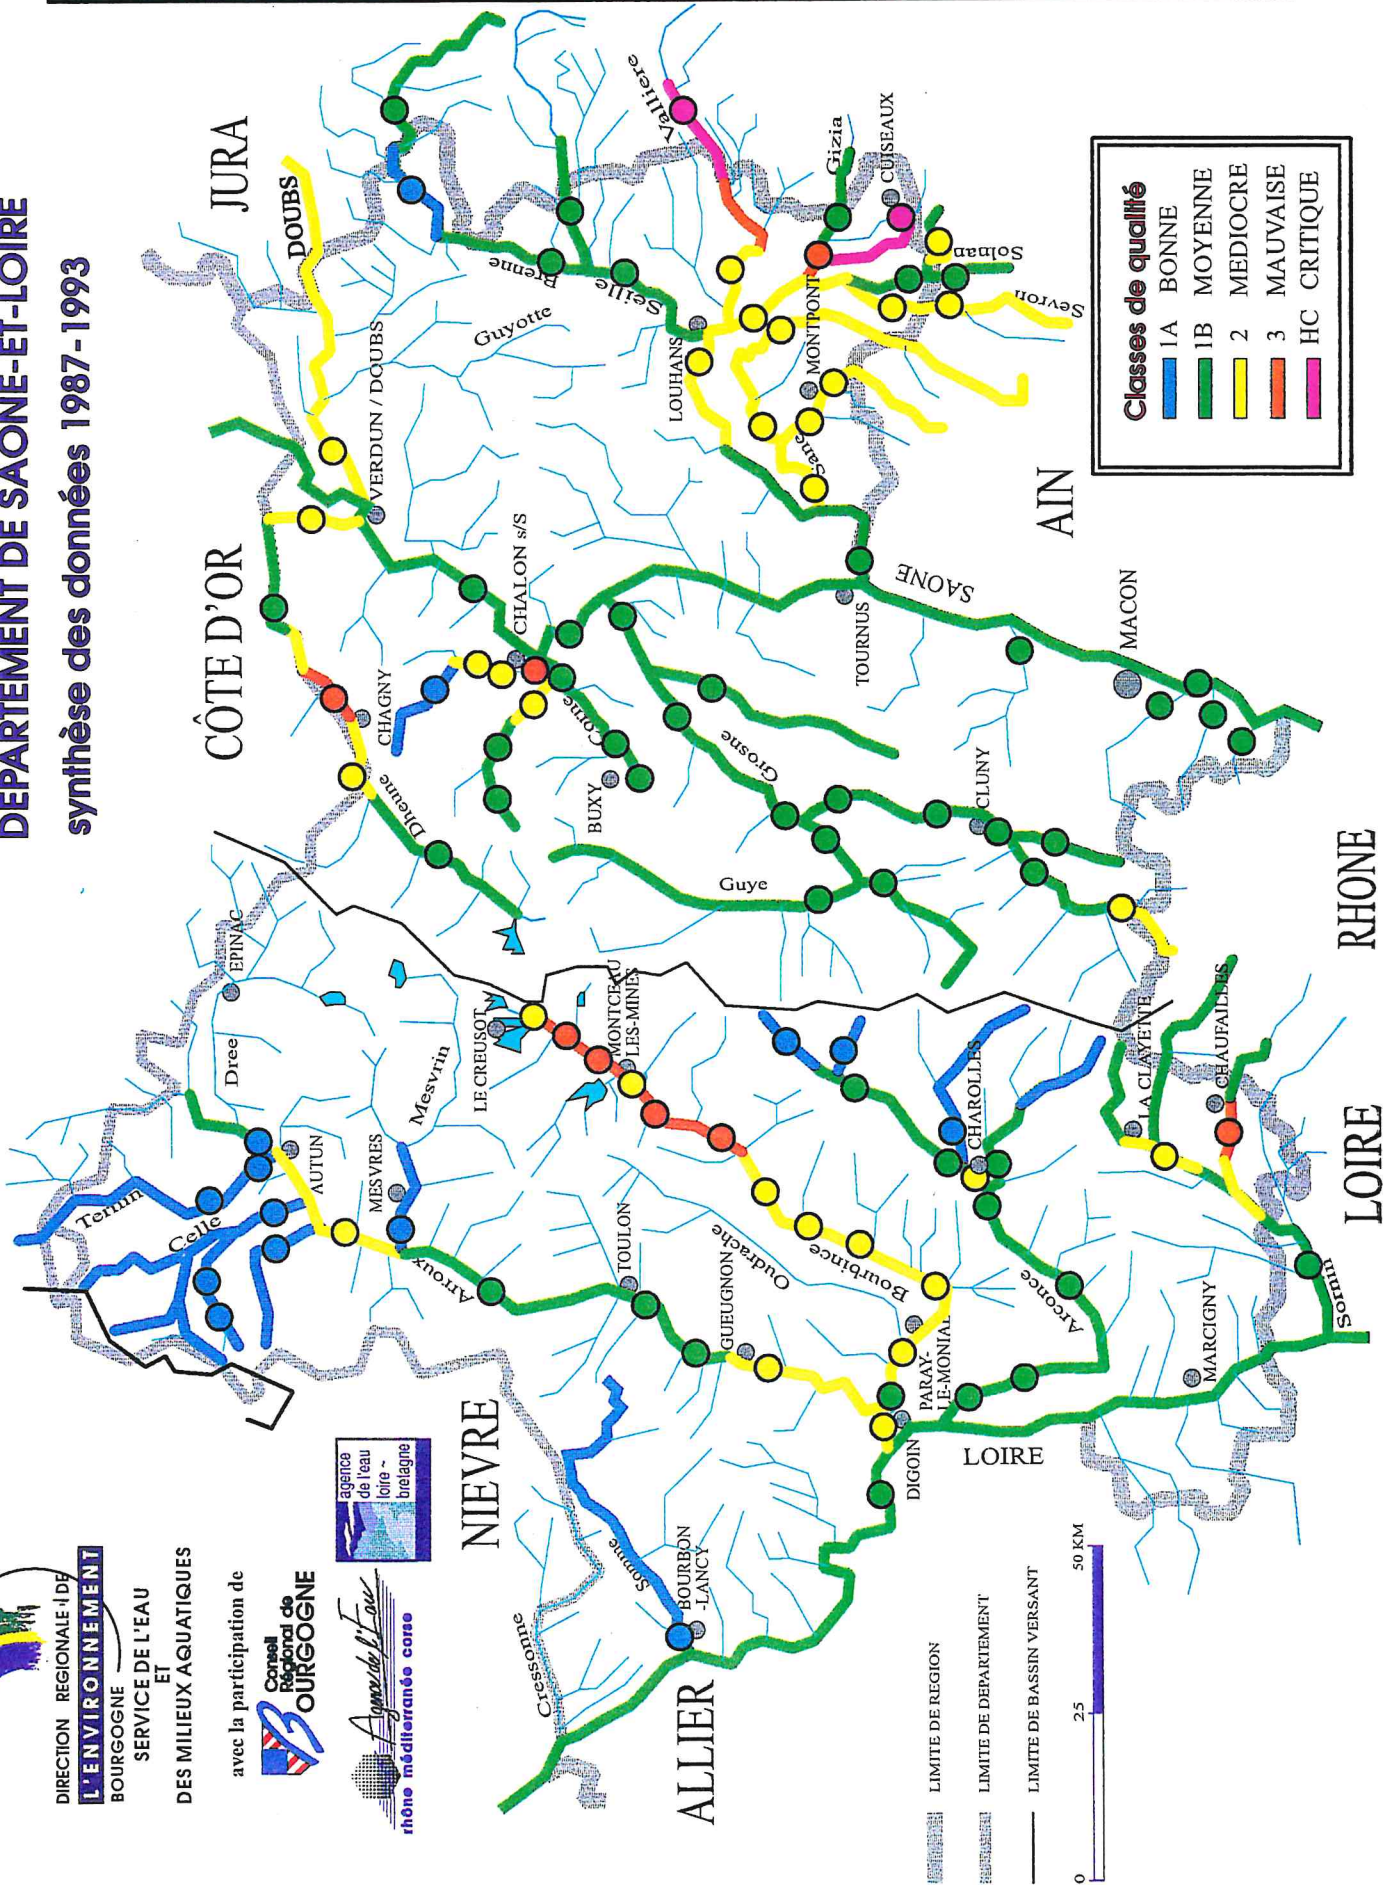 DEPARTEMENT DE SAONE-ET-LOIRE
synthèse des données 1987-1993
DIRECTION REGIONALE DE
L'ENVIRONNEMENT
BOURGOGNE
SERVICE DE L'EAU
ET
DES MILIEUX AQUATIQUES
avec la participation de
Conseil
Régional de
BOURGOGNE
Agence de l'Eau
rhône méditerranée corse
agence
de l'eau
loire ~
bretagne
NIEVRE
CÔTE D'OR
JURA
ALLIER
LOIRE
RHONE
AIN
Ternin
Celle
Dree
EPINAC
AUTUN
MESVRES
Mesvrin
LE CREUSOT
MONTCEAU
LES-MINES
Arroux
TOULON
GUEUGNON
Oudrache
Bourbince
PARAY-
LE-MONIAL
DIGOIN
LOIRE
Cressonne
Somme
BOURBON
-LANCY
Arconce
CHAROLLES
LA CLAYETTE
CHAUFAILLES
MARCIGNY
Sornin
Dheune
CHAGNY
CHALON s/S
Corne
BUXY
Guye
Grosne
CLUNY
MACON
TOURNUS
SAONE
VERDUN / DOUBS
DOUBS
Guyotte
Brenne
Seille
LOUHANS
Valliere
Gizia
CUISEAUX
Solnan
Sevron
MONTPONT
Sane
Classes de qualité
1A BONNE
1B MOYENNE
2 MEDIOCRE
3 MAUVAISE
HC CRITIQUE
LIMITE DE REGION
LIMITE DE DEPARTEMENT
LIMITE DE BASSIN VERSANT
0 25 50 KM